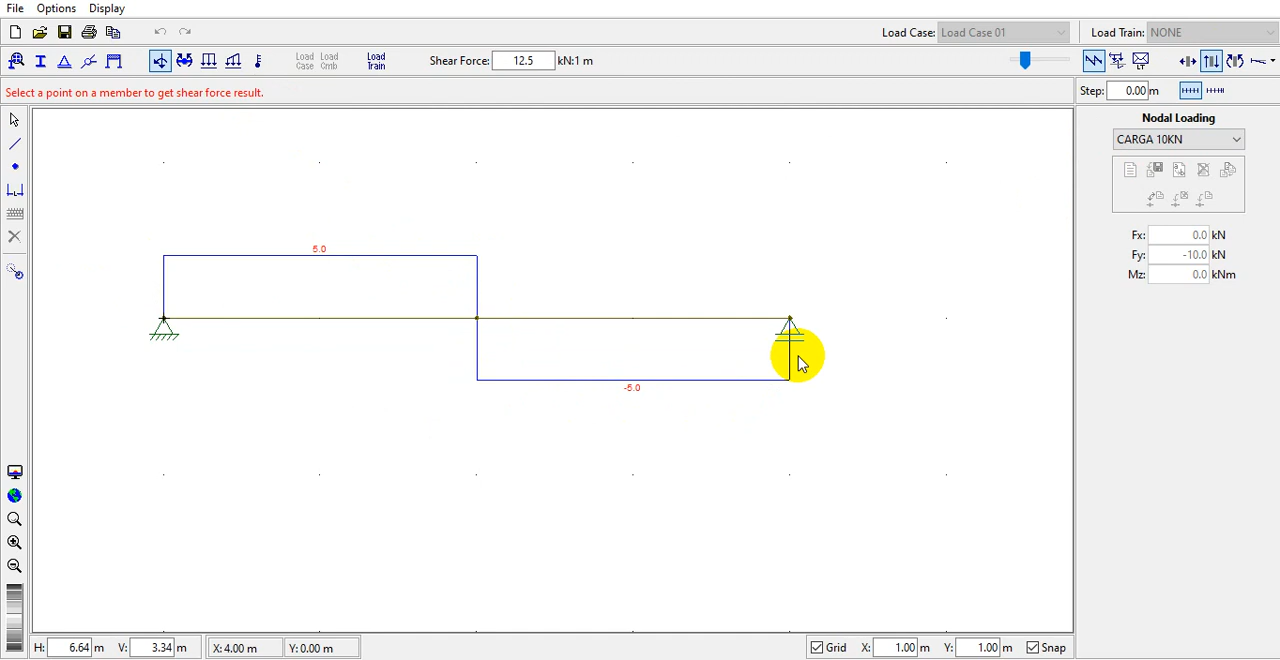 File Options Display
Load Case: Load Case 01 Load Train: NONE
Load Case Load Cmb Load Train Shear Force: 12.5 kN:1 m
LT
Select a point on a member to get shear force result. Step: 0.00 m
Nodal Loading
CARGA 10KN
Fx: 0.0 kN
Fy: -10.0 kN
Mz: 0.0 kNm
5.0
-5.0
H: 6.64 m V: 3.34 m X: 4.00 m Y: 0.00 m Grid X: 1.00 m Y: 1.00 m Snap